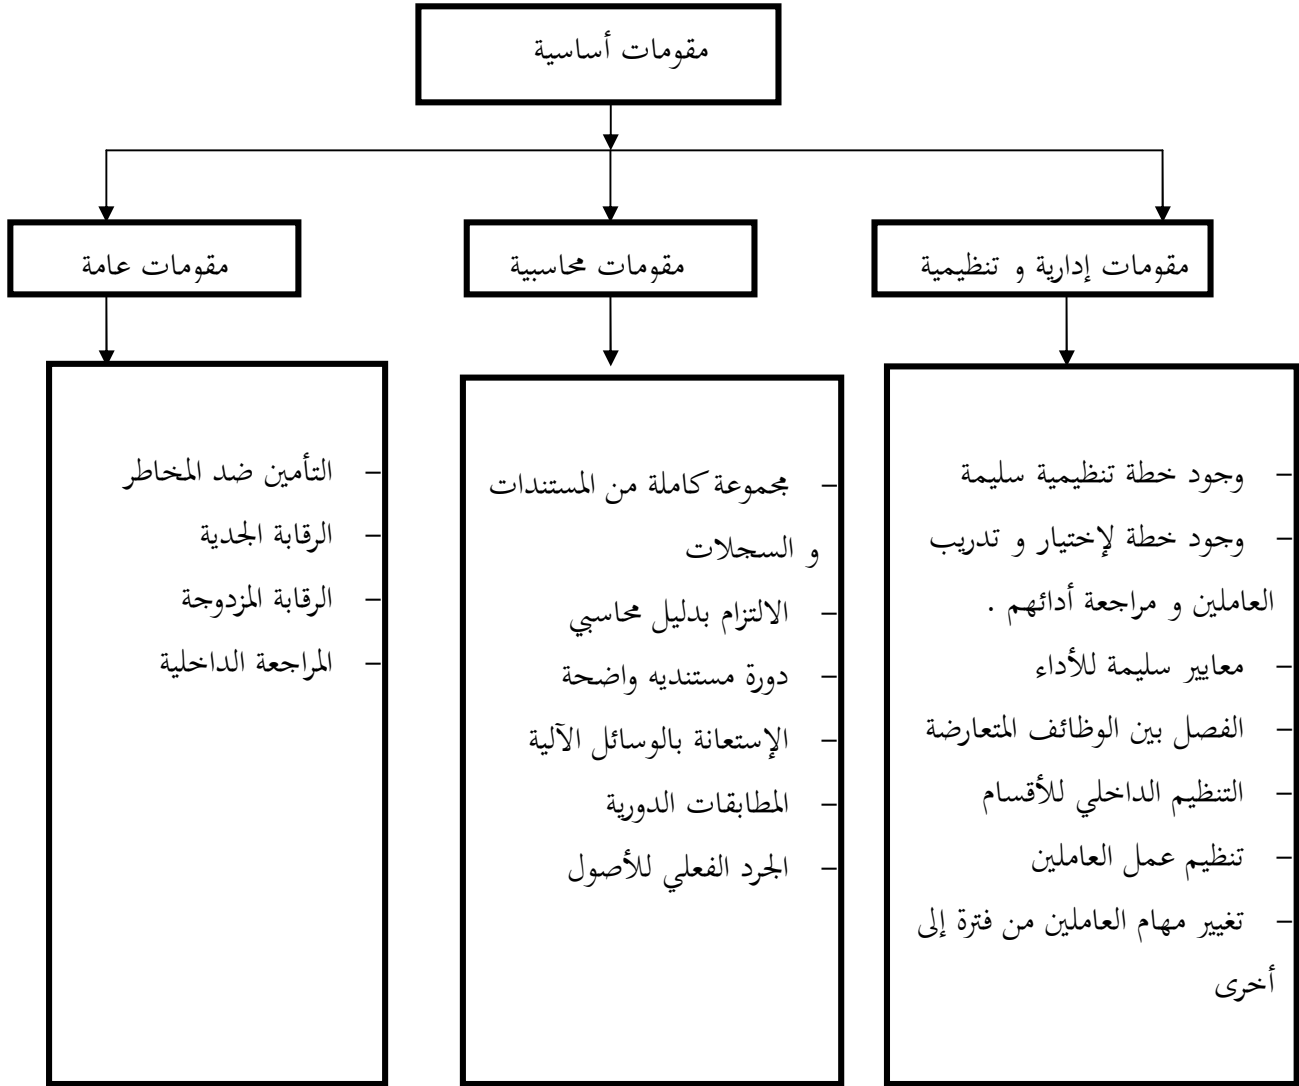 مقومات أساسية
مقومات إدارية و تنظيمية
مقومات محاسبية
مقومات عامة
– وجود خطة تنظيمية سليمة
– وجود خطة لإختيار و تدريب
العاملين و مراجعة أدائهم .
– معايير سليمة للأداء
– الفصل بين الوظائف المتعارضة
– التنظيم الداخلي للأقسام
– تنظيم عمل العاملين
– تغيير مهام العاملين من فترة إلى
أخرى
– مجموعة كاملة من المستندات
و السجلات
– الالتزام بدليل محاسبي
– دورة مستنديه واضحة
– الإستعانة بالوسائل الآلية
– المطابقات الدورية
– الجرد الفعلي للأصول
– التأمين ضد المخاطر
– الرقابة الجدية
– الرقابة المزدوجة
– المراجعة الداخلية